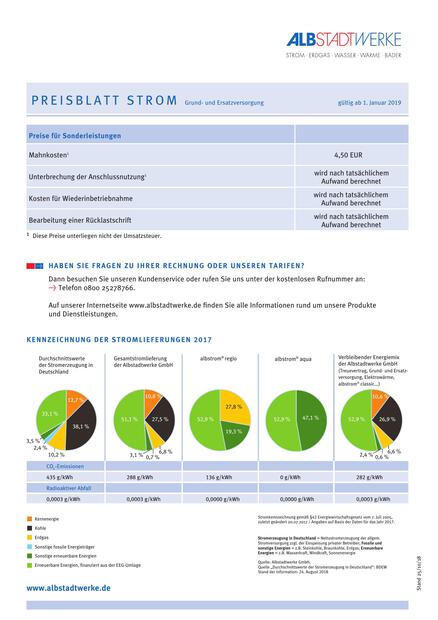 ALBSTADTWERKE
STROM · ERDGAS · WASSER · WÄRME · BÄDER
PREISBLATT STROM Grund- und Ersatzversorgung gültig ab 1. Januar 2019
Preise für Sonderleistungen
Mahnkosten¹ 4,50 EUR
Unterbrechung der Anschlussnutzung¹ wird nach tatsächlichem
Aufwand berechnet
Kosten für Wiederinbetriebnahme wird nach tatsächlichem
Aufwand berechnet
Bearbeitung einer Rücklastschrift wird nach tatsächlichem
Aufwand berechnet
¹ Diese Preise unterliegen nicht der Umsatzsteuer.
HABEN SIE FRAGEN ZU IHRER RECHNUNG ODER UNSEREN TARIFEN?
Dann besuchen Sie unseren Kundenservice oder rufen Sie uns unter der kostenlosen Rufnummer an:
→ Telefon 0800 25278766.
Auf unserer Internetseite www.albstadtwerke.de finden Sie alle Informationen rund um unsere Produkte
und Dienstleistungen.
KENNZEICHNUNG DER STROMLIEFERUNGEN 2017
Durchschnittswerte
der Stromerzeugung in
Deutschland
Gesamtstromlieferung
der Albstadtwerke GmbH
albstrom® regio
albstrom® aqua
Verbleibender Energiemix
der Albstadtwerke GmbH
(Treuevertrag, Grund- und Ersatz-
versorgung, Elektrowärme,
albstrom® classic...)
12,7 %
38,1 %
10,2 %
2,4 %
3,5 %
33,1 %
10,8 %
27,5 %
6,8 %
0,7 %
3,1 %
51,1 %
27,8 %
19,3 %
52,9 %
47,1 %
52,9 %
10,6 %
26,9 %
6,6 %
0,6 %
2,4 %
52,9 %
CO₂-Emissionen
435 g/kWh 288 g/kWh 136 g/kWh 0 g/kWh 282 g/kWh
Radioaktiver Abfall
0,0003 g/kWh 0,0003 g/kWh 0,0000 g/kWh 0,0000 g/kWh 0,0003 g/kWh
Kernenergie
Kohle
Erdgas
Sonstige fossile Energieträger
Sonstige erneuerbare Energien
Erneuerbare Energien, finanziert aus der EEG-Umlage
Stromkennzeichnung gemäß §42 Energiewirtschaftsgesetz vom 7. Juli 2005,
zuletzt geändert 20.07.2017 / Angaben auf Basis der Daten für das Jahr 2017.
Stromerzeugung in Deutschland = Nettostromerzeugung der allgem.
Stromversorgung zzgl. der Einspeisung privater Betreiber, Fossile und
sonstige Energien = z.B. Steinkohle, Braunkohle, Erdgas; Erneuerbare
Energien = z.B. Wasserkraft, Windkraft, Sonnenenergie
Quelle: Albstadtwerke GmbH,
Quelle „Durchschnittswerte der Stromerzeugung in Deutschland": BDEW
Stand der Information: 24. August 2018
www.albstadtwerke.de
Stand 25/10/18